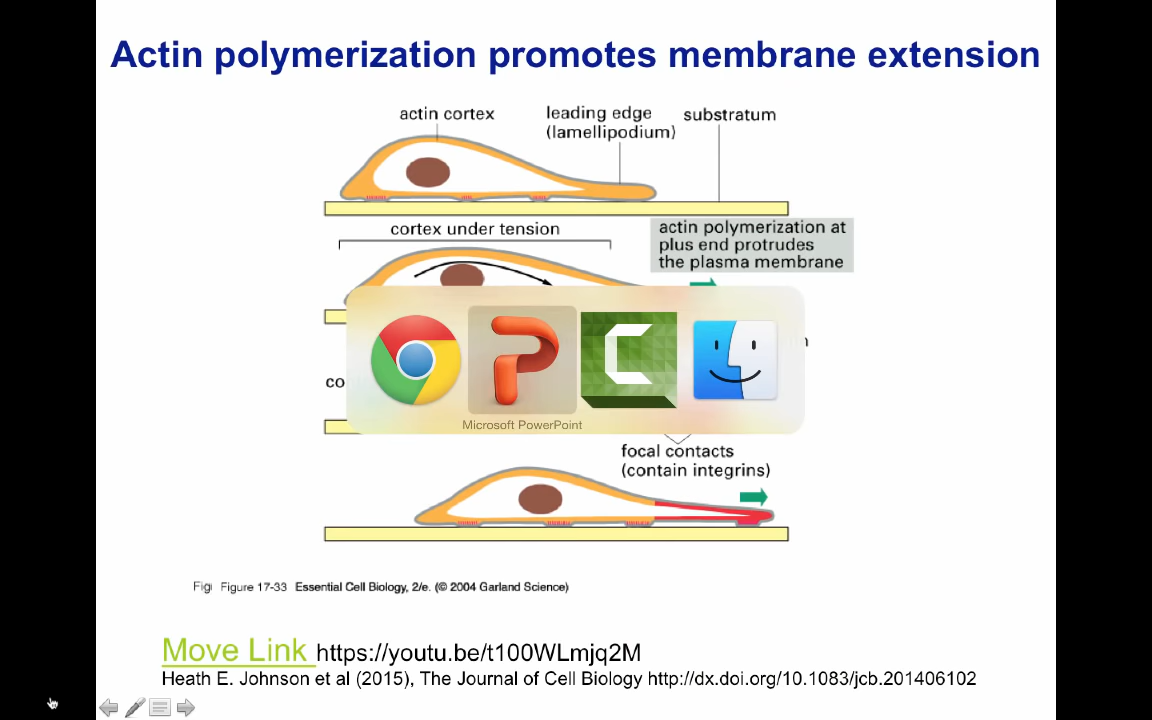 Actin polymerization promotes membrane extension
actin cortex
leading edge
(lamellipodium)
substratum
cortex under tension
actin polymerization at
plus end protrudes
the plasma membrane
Microsoft PowerPoint
focal contacts
(contain integrins)
Figure 17-33 Essential Cell Biology, 2/e. (© 2004 Garland Science)
Move Link https://youtu.be/t100WLmjq2M
Heath E. Johnson et al (2015), The Journal of Cell Biology http://dx.doi.org/10.1083/jcb.201406102